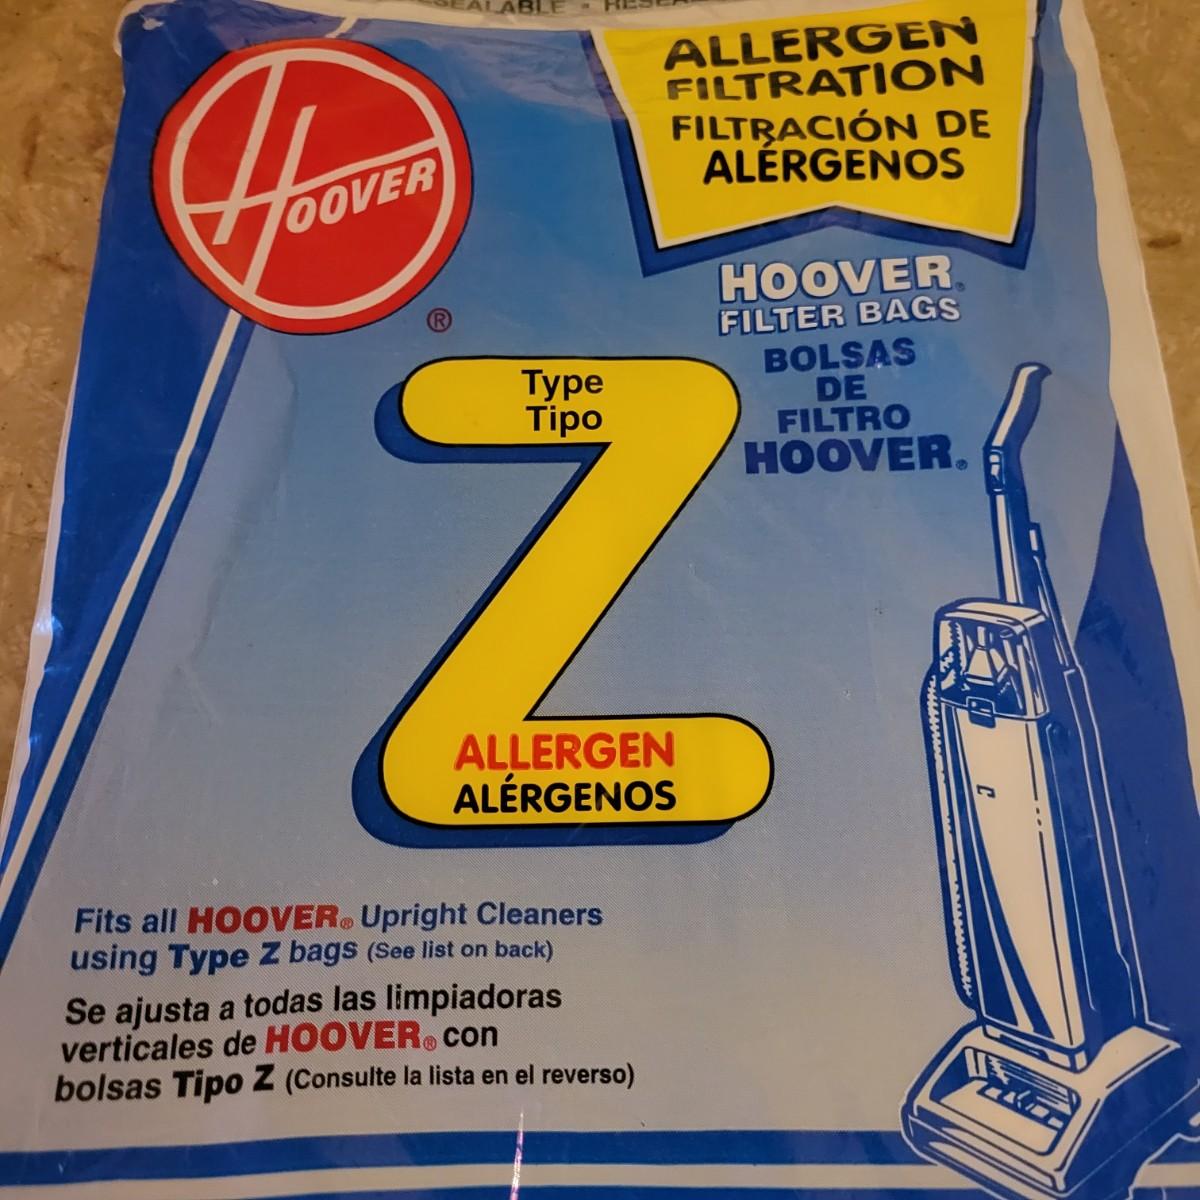 RESEALABLE •
HOOVER
®
ALLERGEN
FILTRATION
FILTRACIÓN DE
ALÉRGENOS
HOOVER®
FILTER BAGS
BOLSAS
DE
FILTRO
HOOVER®
Type
Tipo
Z
ALLERGEN
ALÉRGENOS
Fits all HOOVER® Upright Cleaners
using Type Z bags (See list on back)
Se ajusta a todas las limpiadoras
verticales de HOOVER® con
bolsas Tipo Z (Consulte la lista en el reverso)